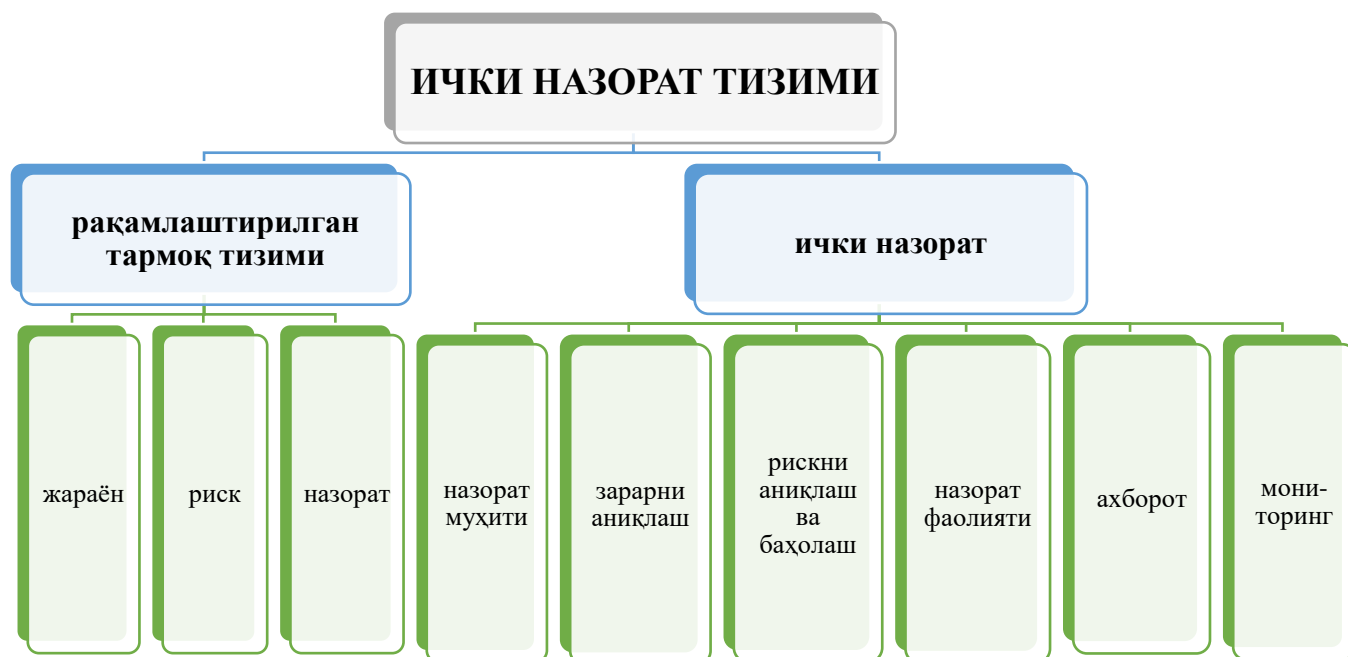 ИЧКИ НАЗОРАТ ТИЗИМИ
рақамлаштирилган
тармоқ тизими
ички назорат
жараён
риск
назорат
назорат
муҳити
зарарни
аниқлаш
рискни
аниқлаш
ва
баҳолаш
назорат
фаолияти
ахборот
мони-
торинг